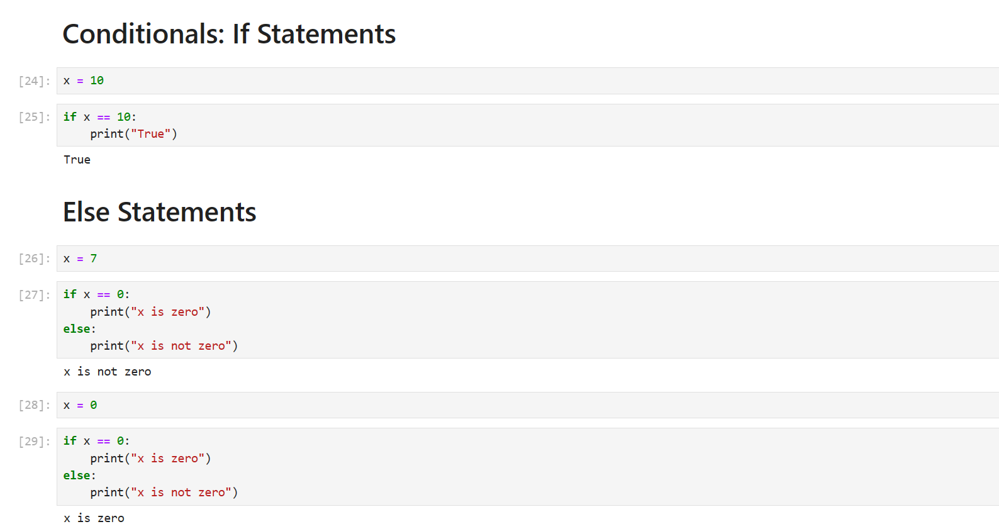 Conditionals: If Statements
[24]: x = 10
[25]: if x == 10:
    print("True")
True
Else Statements
[26]: x = 7
[27]: if x == 0:
    print("x is zero")
else:
    print("x is not zero")
x is not zero
[28]: x = 0
[29]: if x == 0:
    print("x is zero")
else:
    print("x is not zero")
x is zero